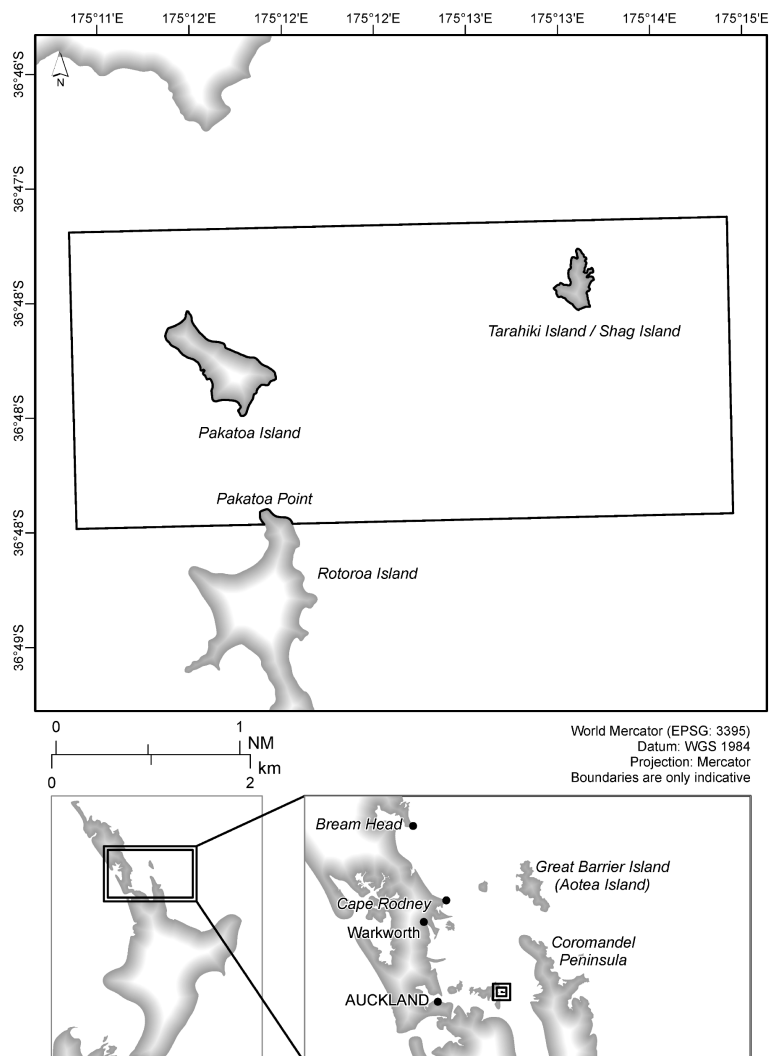 175°11'E 175°12'E 175°12'E 175°12'E 175°13'E 175°13'E 175°14'E 175°15'E
36°46'S
36°47'S
36°48'S
36°48'S
36°48'S
36°49'S
N
Tarahiki Island / Shag Island
Pakatoa Island
Pakatoa Point
Rotoroa Island
0 1
NM
km
0 2
World Mercator (EPSG: 3395)
Datum: WGS 1984
Projection: Mercator
Boundaries are only indicative
Bream Head
Great Barrier Island
(Aotea Island)
Cape Rodney
Warkworth
Coromandel
Peninsula
AUCKLAND